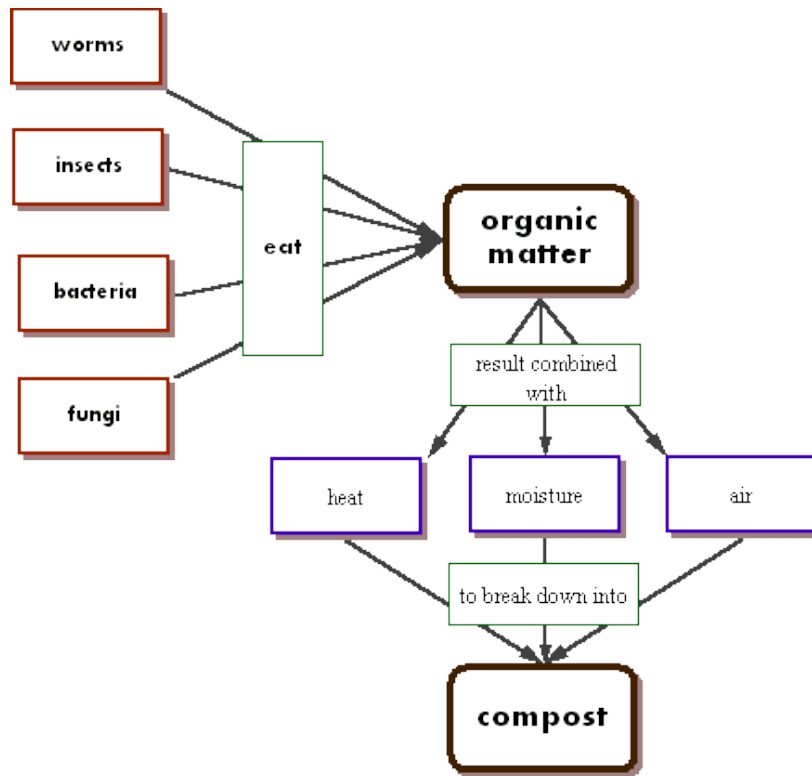 worms
insects
eat
organic
matter
bacteria
fungi
result combined
with
heat
moisture
air
to break down into
compost